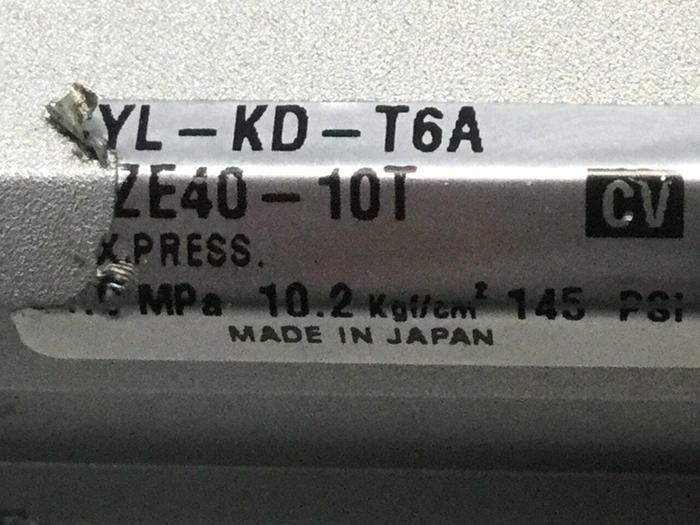 YL-KD-T6A
ZE40-10T CV
X.PRESS.
MPa 10.2 Kgf/cm² 145 PSi
MADE IN JAPAN